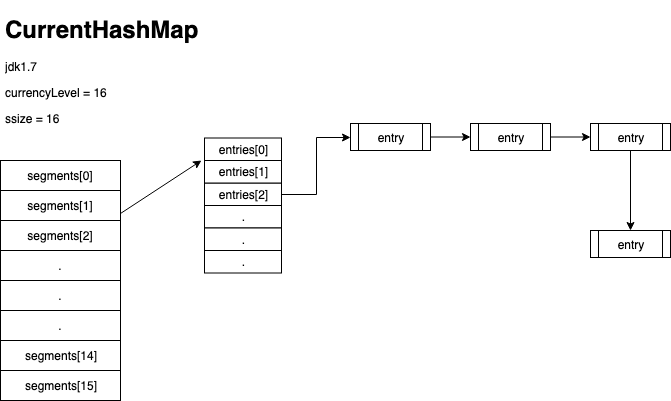 CurrentHashMap
jdk1.7
currencyLevel = 16
ssize = 16
segments[0]
segments[1]
segments[2]
.
.
.
segments[14]
segments[15]
entries[0]
entries[1]
entries[2]
.
.
.
entry
entry
entry
entry